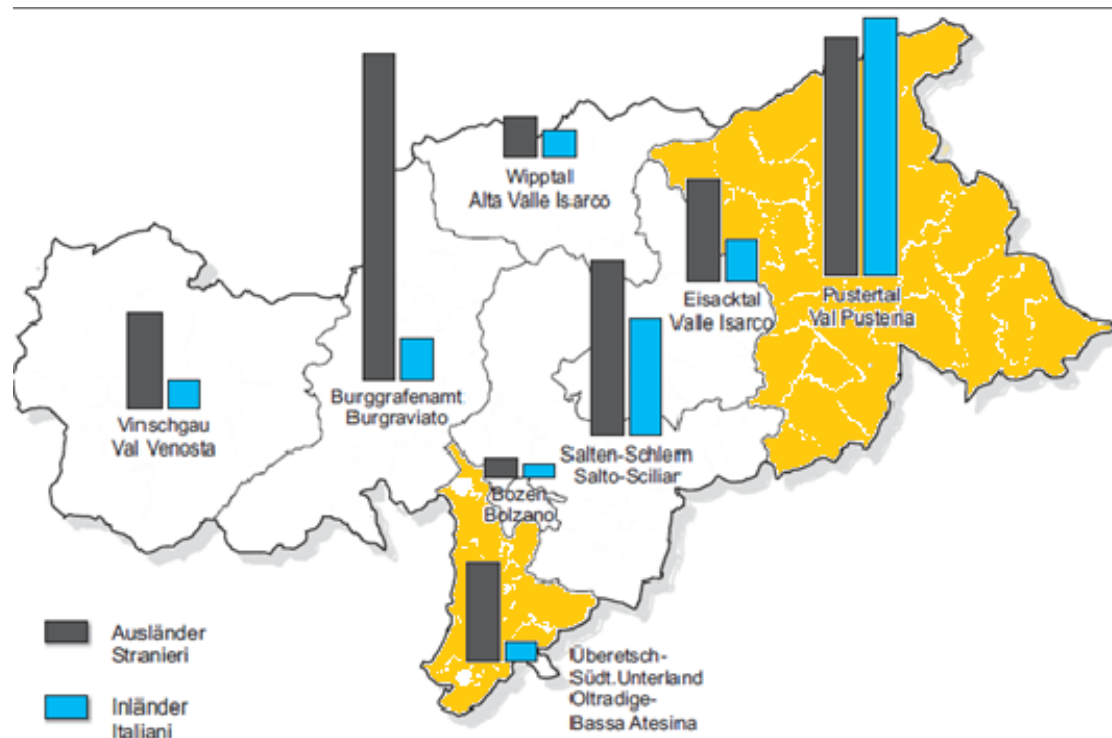 Wipptall
Alta Valle Isarco
Eisacktal
Valle Isarco
Pustertal
Val Pusteria
Burggrafenamt
Burgraviato
Vinschgau
Val Venosta
Salten-Schlern
Salto-Sciliar
Bozen
Bolzano
Ausländer
Stranieri
Inländer
Italiani
Überetsch-
Südt.Unterland
Oltradige-
Bassa Atesina